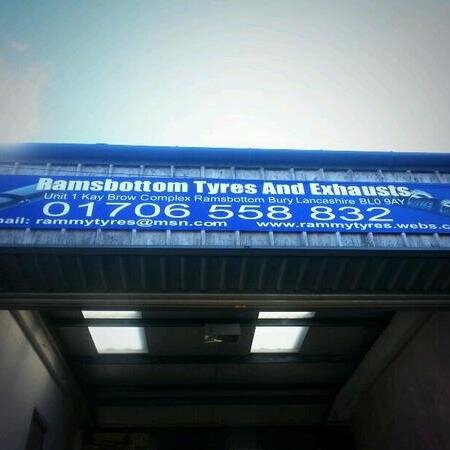 Ramsbottom Tyres And Exhausts
Unit 1 Kay Brow Complex Ramsbottom Bury Lancashire BL0 9AY
01706 558 832
ail: rammytyres@msn.com www.rammytyres.webs.c